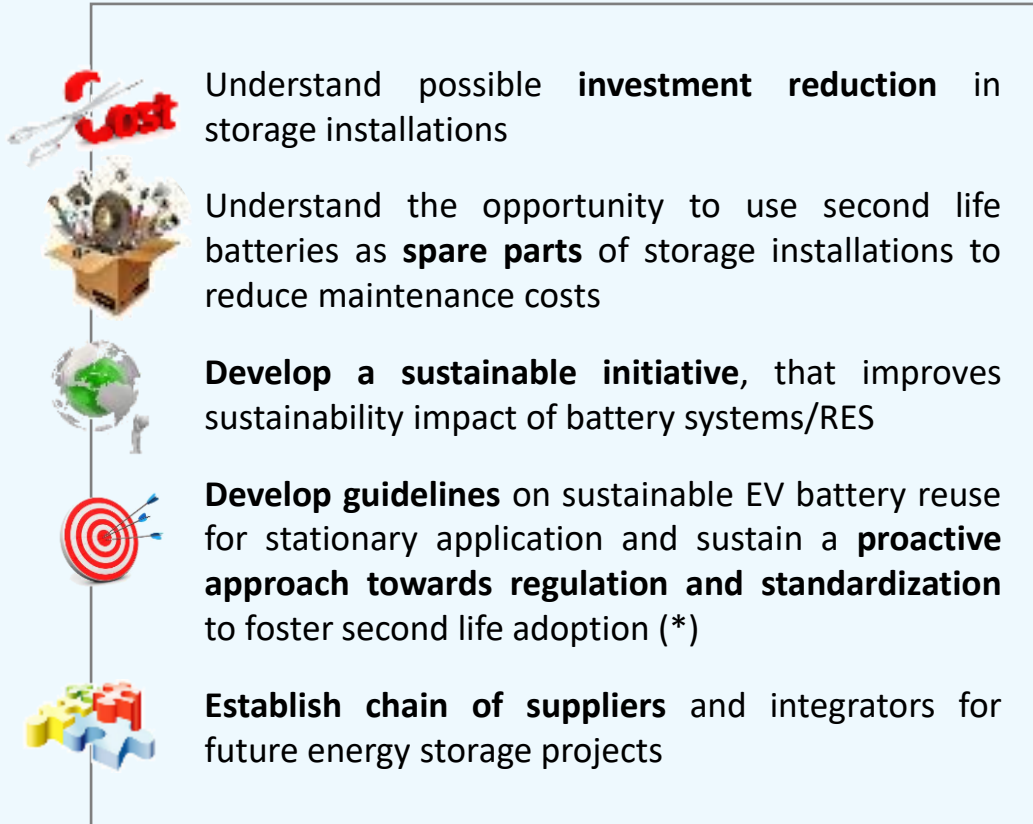 Cost
Understand possible investment reduction in
storage installations
Understand the opportunity to use second life
batteries as spare parts of storage installations to
reduce maintenance costs
Develop a sustainable initiative, that improves
sustainability impact of battery systems/RES
Develop guidelines on sustainable EV battery reuse
for stationary application and sustain a proactive
approach towards regulation and standardization
to foster second life adoption (*)
Establish chain of suppliers and integrators for
future energy storage projects